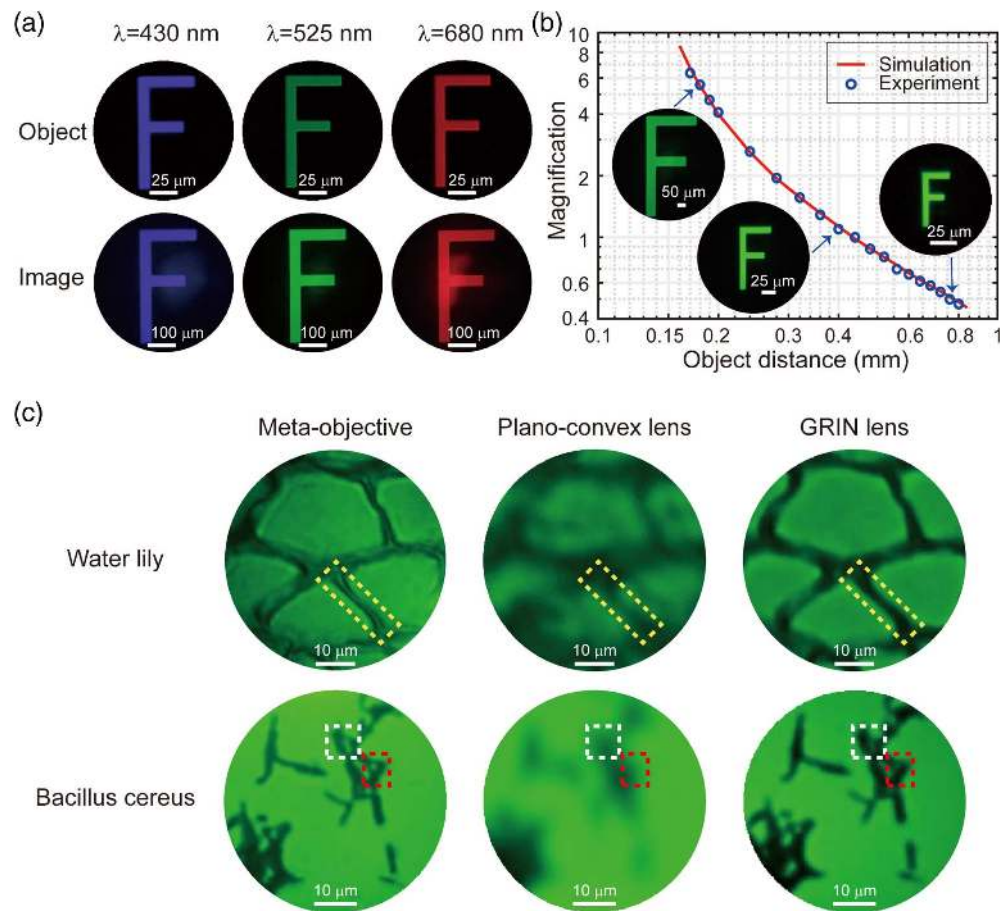 (a)
λ=430 nm λ=525 nm λ=680 nm
Object
25 μm 25 μm 25 μm
Image
100 μm 100 μm 100 μm
F F F
F F F
(b)
Magnification
10
8
6
4
2
1
0.8
0.6
0.4
Simulation
Experiment
F
50 μm
F
25 μm
F
25 μm
0.1 0.15 0.2 0.3 0.4 0.6 0.8 1
Object distance (mm)
(c)
Meta-objective Plano-convex lens GRIN lens
Water lily
10 μm 10 μm 10 μm
Bacillus cereus
10 μm 10 μm 10 μm